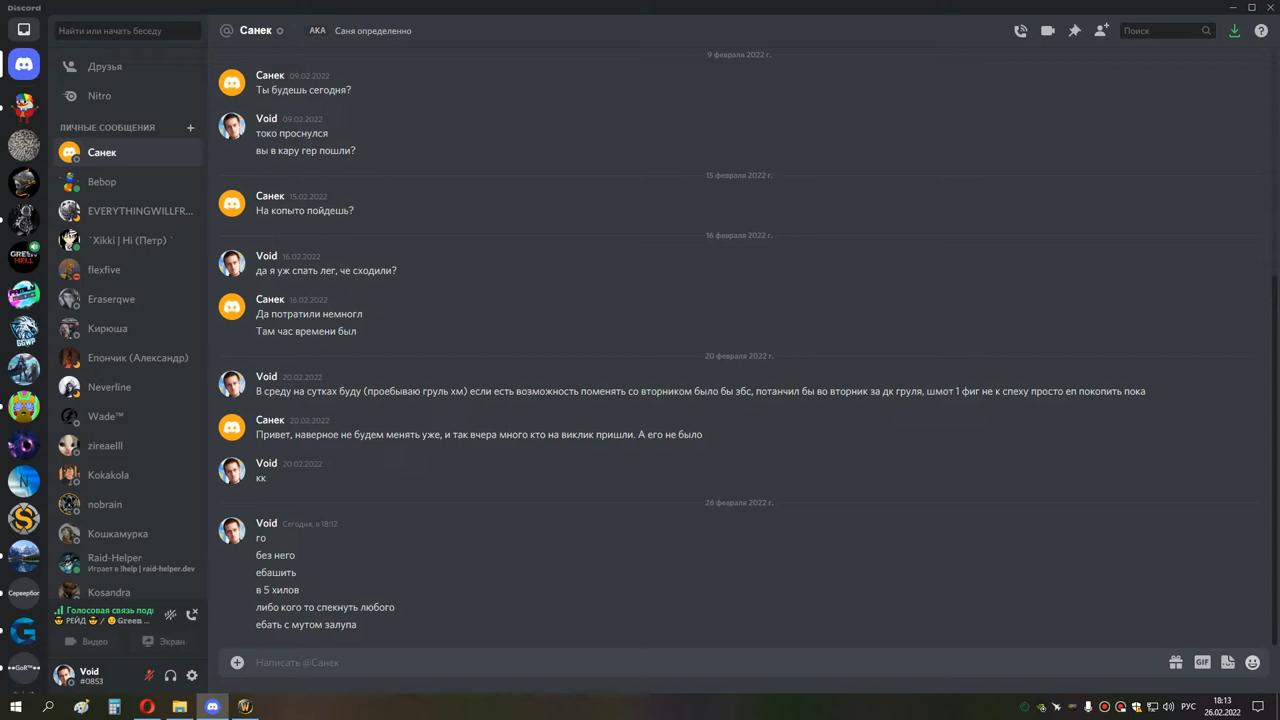 Discord
Найти или начать беседу
Санек
AKA Саня определенно
Поиск
Друзья
Nitro
ЛИЧНЫЕ СООБЩЕНИЯ
Санек
Bebop
EVERYTHINGWILLFR...
`Xikki | Hi (Петр) `
flexfive
Eraserqwe
Кирюша
Епончик (Александр)
Neverline
Wade™
zireaelll
Kokakola
nobrain
Кошкамурка
Raid-Helper
Играет в !help | raid-helper.dev
Kosandra
GREEN
HELL
GGWP
Сервербог
••GoR™••
Голосовая связь подк
РЕЙД / Green ...
Видео
Экран
Void
#0853
9 февраля 2022 г.
Санек 09.02.2022
Ты будешь сегодня?
Void 09.02.2022
токо проснулся
вы в кару гер пошли?
15 февраля 2022 г.
Санек 15.02.2022
На копыто пойдешь?
16 февраля 2022 г.
Void 16.02.2022
да я уж спать лег, че сходили?
Санек 16.02.2022
Да потратили немногл
Там час времени был
20 февраля 2022 г.
Void 20.02.2022
В среду на сутках буду (проебываю груль хм) если есть возможность поменять со вторником было бы збс, потанчил бы во вторник за дк груля, шмот 1 фиг не к спеху просто еп покопить пока
Санек 20.02.2022
Привет, наверное не будем менять уже, и так вчера много кто на виклик пришли. А его не было
Void 20.02.2022
кк
26 февраля 2022 г.
Void Сегодня, в 18:12
го
без него
ебашить
в 5 хилов
либо кого то спекнуть любого
ебать с мутом залупа
Написать @Санек
GIF
РУС
18:13
26.02.2022